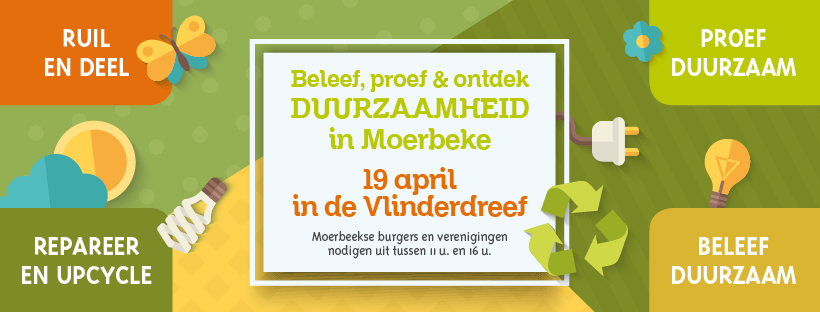 RUIL
EN DEEL
PROEF
DUURZAAM
Beleef, proef & ontdek
DUURZAAMHEID
in Moerbeke
19 april
in de Vlinderdreef
Moerbeekse burgers en verenigingen
nodigen uit tussen 11 u. en 16 u.
REPAREER
EN UPCYCLE
BELEEF
DUURZAAM